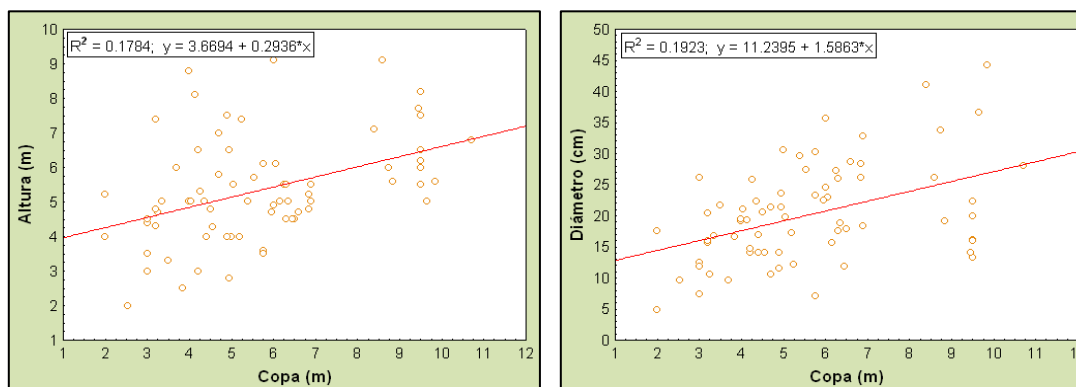 R² = 0.1784; y = 3.6694 + 0.2936*x
Altura (m)
10
9
8
7
6
5
4
3
2
1
1 2 3 4 5 6 7 8 9 10 11 12
Copa (m)
R² = 0.1923; y = 11.2395 + 1.5863*x
Diámetro (cm)
50
45
40
35
30
25
20
15
10
5
0
1 2 3 4 5 6 7 8 9 10 11 12
Copa (m)